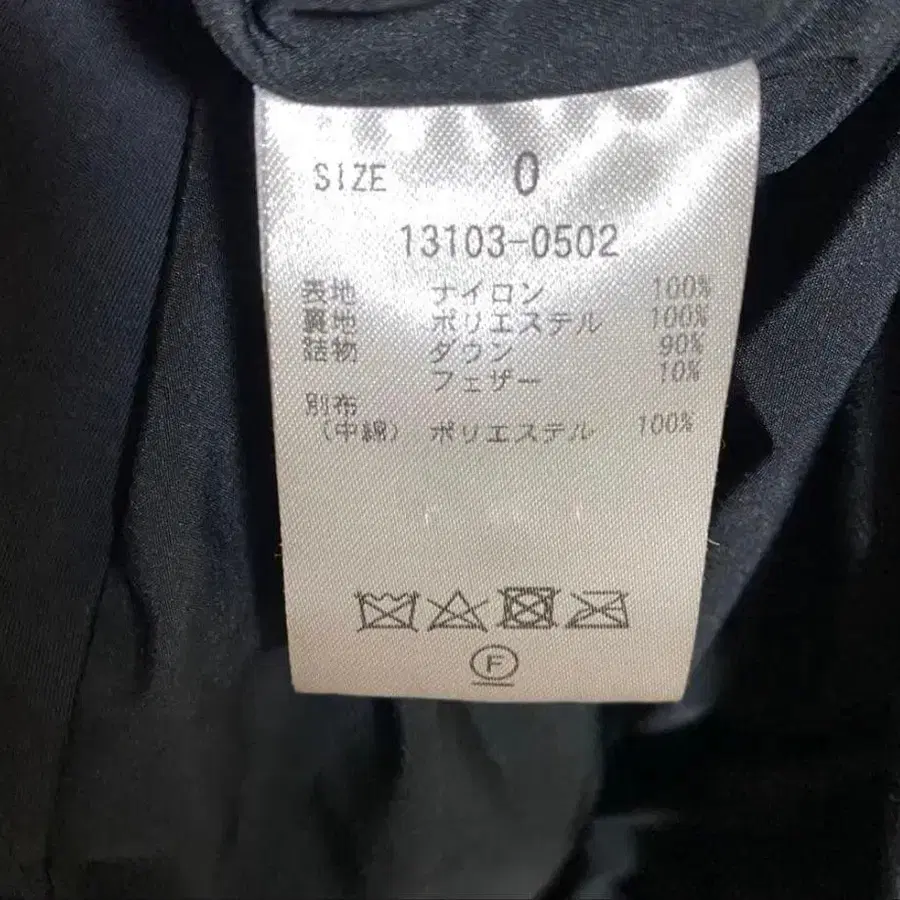 SIZE 0
13103-0502
表地 ナイロン 100%
裏地 ポリエステル 100%
詰物 ダウン 90%
フェザー 10%
別布
(中綿) ポリエステル 100%
F